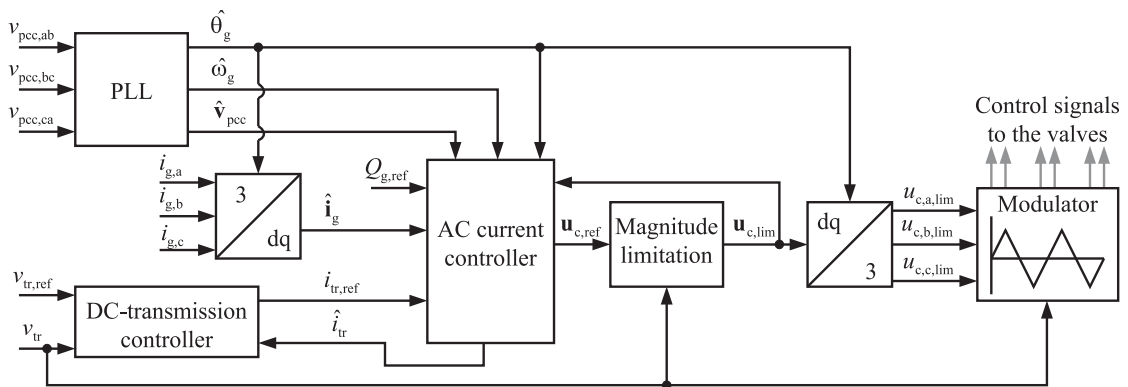 v_pcc,ab
v_pcc,bc
v_pcc,ca
PLL
θ̂_g
ω̂_g
v̂_pcc
i_g,a
i_g,b
i_g,c
3
dq
î_g
Q_g,ref
v_tr,ref
v_tr
DC-transmission
controller
i_tr,ref
î_tr
AC current
controller
u_c,ref
Magnitude
limitation
u_c,lim
dq
3
u_c,a,lim
u_c,b,lim
u_c,c,lim
Control signals
to the valves
Modulator